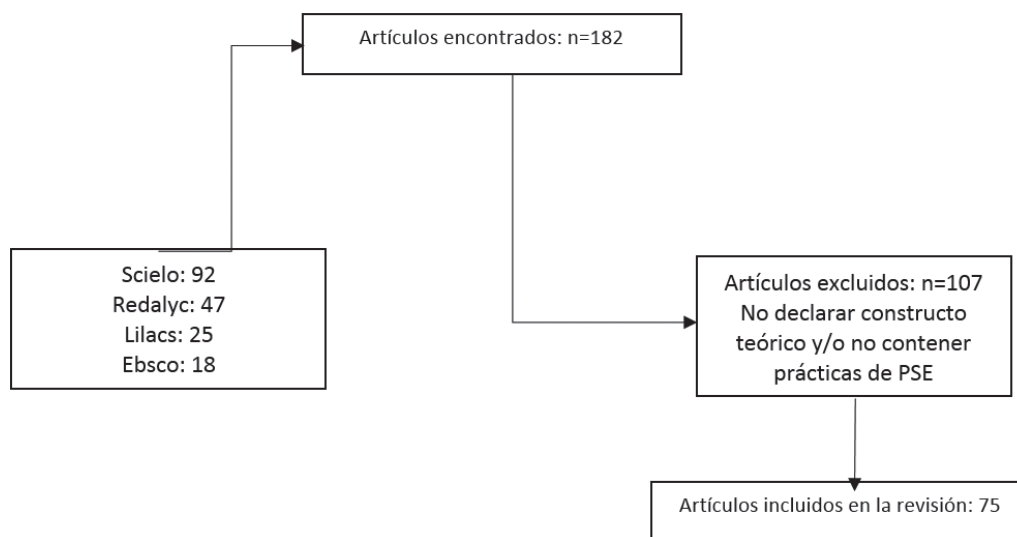 Artículos encontrados: n=182
Scielo: 92
Redalyc: 47
Lilacs: 25
Ebsco: 18
Artículos excluidos: n=107
No declarar constructo
teórico y/o no contener
prácticas de PSE
Artículos incluidos en la revisión: 75